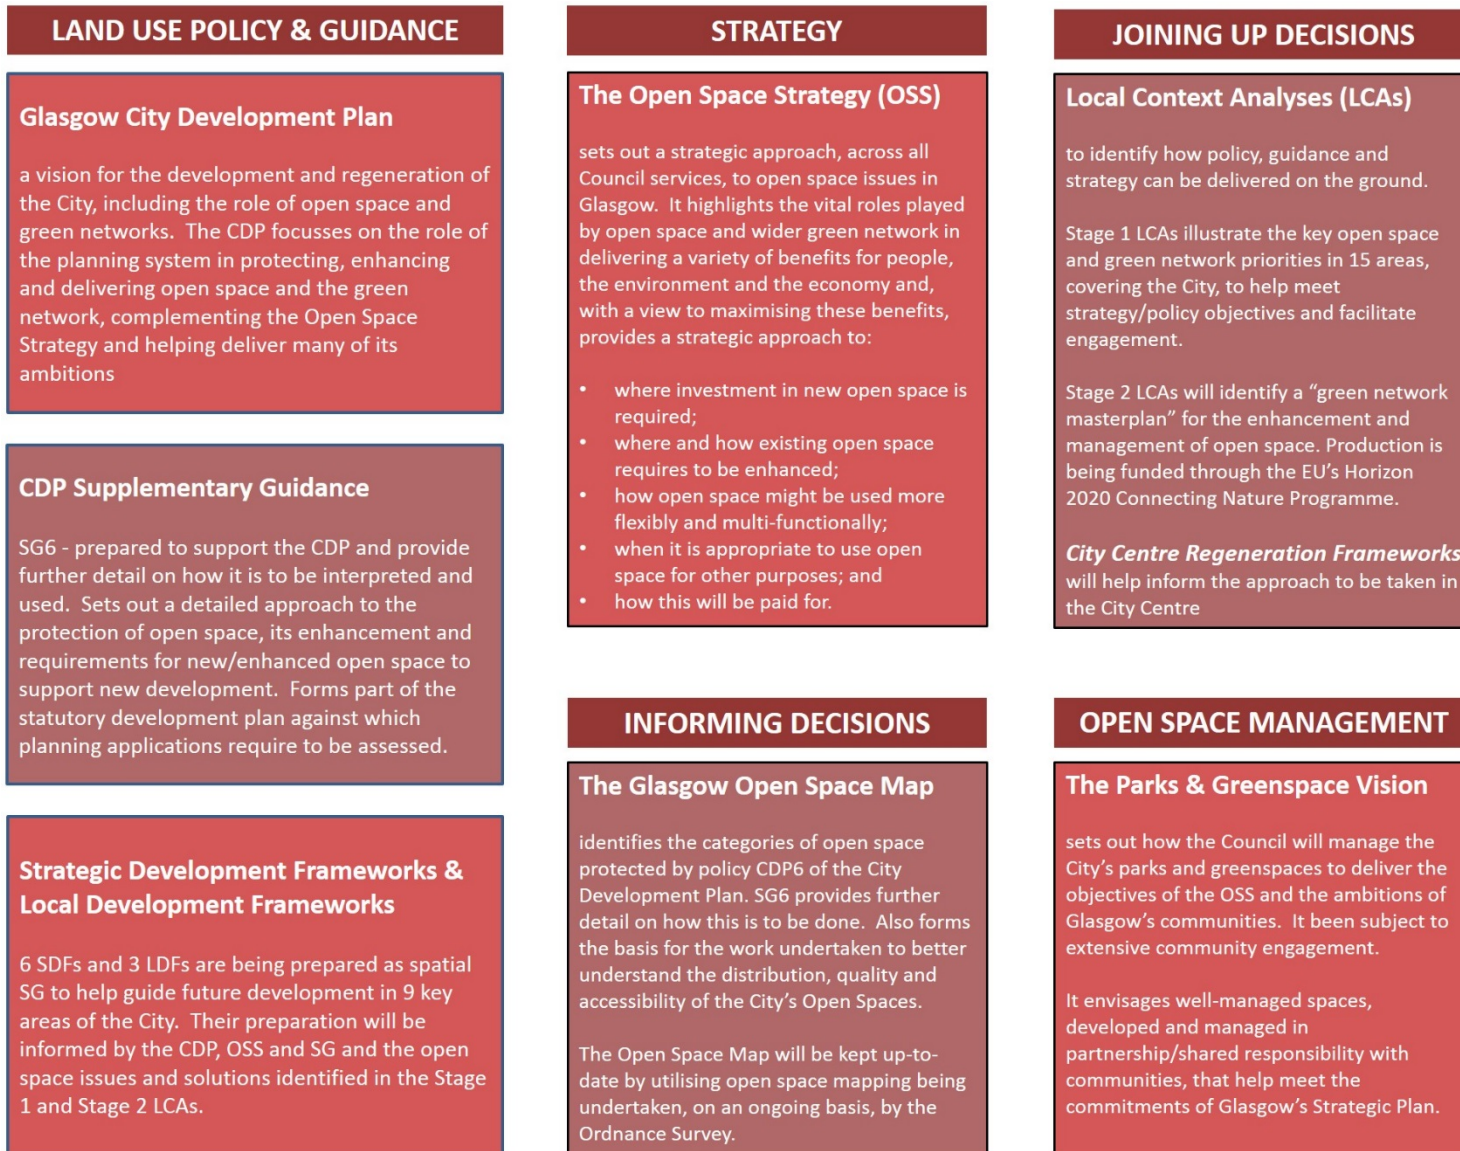 LAND USE POLICY & GUIDANCE
Glasgow City Development Plan
a vision for the development and regeneration of
the City, including the role of open space and
green networks.  The CDP focusses on the role of
the planning system in protecting, enhancing
and delivering open space and the green
network, complementing the Open Space
Strategy and helping deliver many of its
ambitions
CDP Supplementary Guidance
SG6 - prepared to support the CDP and provide
further detail on how it is to be interpreted and
used.  Sets out a detailed approach to the
protection of open space, its enhancement and
requirements for new/enhanced open space to
support new development.  Forms part of the
statutory development plan against which
planning applications require to be assessed.
Strategic Development Frameworks &
Local Development Frameworks
6 SDFs and 3 LDFs are being prepared as spatial
SG to help guide future development in 9 key
areas of the City.  Their preparation will be
informed by the CDP, OSS and SG and the open
space issues and solutions identified in the Stage
1 and Stage 2 LCAs.
STRATEGY
The Open Space Strategy (OSS)
sets out a strategic approach, across all
Council services, to open space issues in
Glasgow.  It highlights the vital roles played
by open space and wider green network in
delivering a variety of benefits for people,
the environment and the economy and,
with a view to maximising these benefits,
provides a strategic approach to:
• where investment in new open space is
required;
• where and how existing open space
requires to be enhanced;
• how open space might be used more
flexibly and multi-functionally;
• when it is appropriate to use open
space for other purposes; and
• how this will be paid for.
INFORMING DECISIONS
The Glasgow Open Space Map
identifies the categories of open space
protected by policy CDP6 of the City
Development Plan. SG6 provides further
detail on how this is to be done.  Also forms
the basis for the work undertaken to better
understand the distribution, quality and
accessibility of the City's Open Spaces.
The Open Space Map will be kept up-to-
date by utilising open space mapping being
undertaken, on an ongoing basis, by the
Ordnance Survey.
JOINING UP DECISIONS
Local Context Analyses (LCAs)
to identify how policy, guidance and
strategy can be delivered on the ground.
Stage 1 LCAs illustrate the key open space
and green network priorities in 15 areas,
covering the City, to help meet
strategy/policy objectives and facilitate
engagement.
Stage 2 LCAs will identify a “green network
masterplan” for the enhancement and
management of open space. Production is
being funded through the EU's Horizon
2020 Connecting Nature Programme.
City Centre Regeneration Frameworks
will help inform the approach to be taken in
the City Centre
OPEN SPACE MANAGEMENT
The Parks & Greenspace Vision
sets out how the Council will manage the
City's parks and greenspaces to deliver the
objectives of the OSS and the ambitions of
Glasgow's communities.  It been subject to
extensive community engagement.
It envisages well-managed spaces,
developed and managed in
partnership/shared responsibility with
communities, that help meet the
commitments of Glasgow's Strategic Plan.